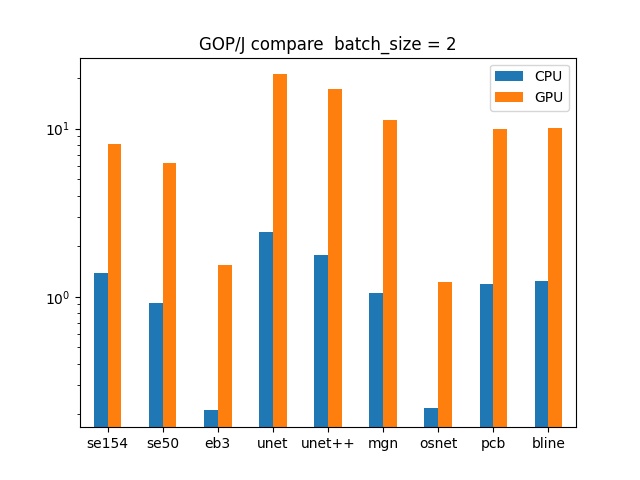 GOP/J compare  batch_size = 2
CPU
GPU
10¹
10⁰
se154 se50 eb3 unet unet++ mgn osnet pcb bline